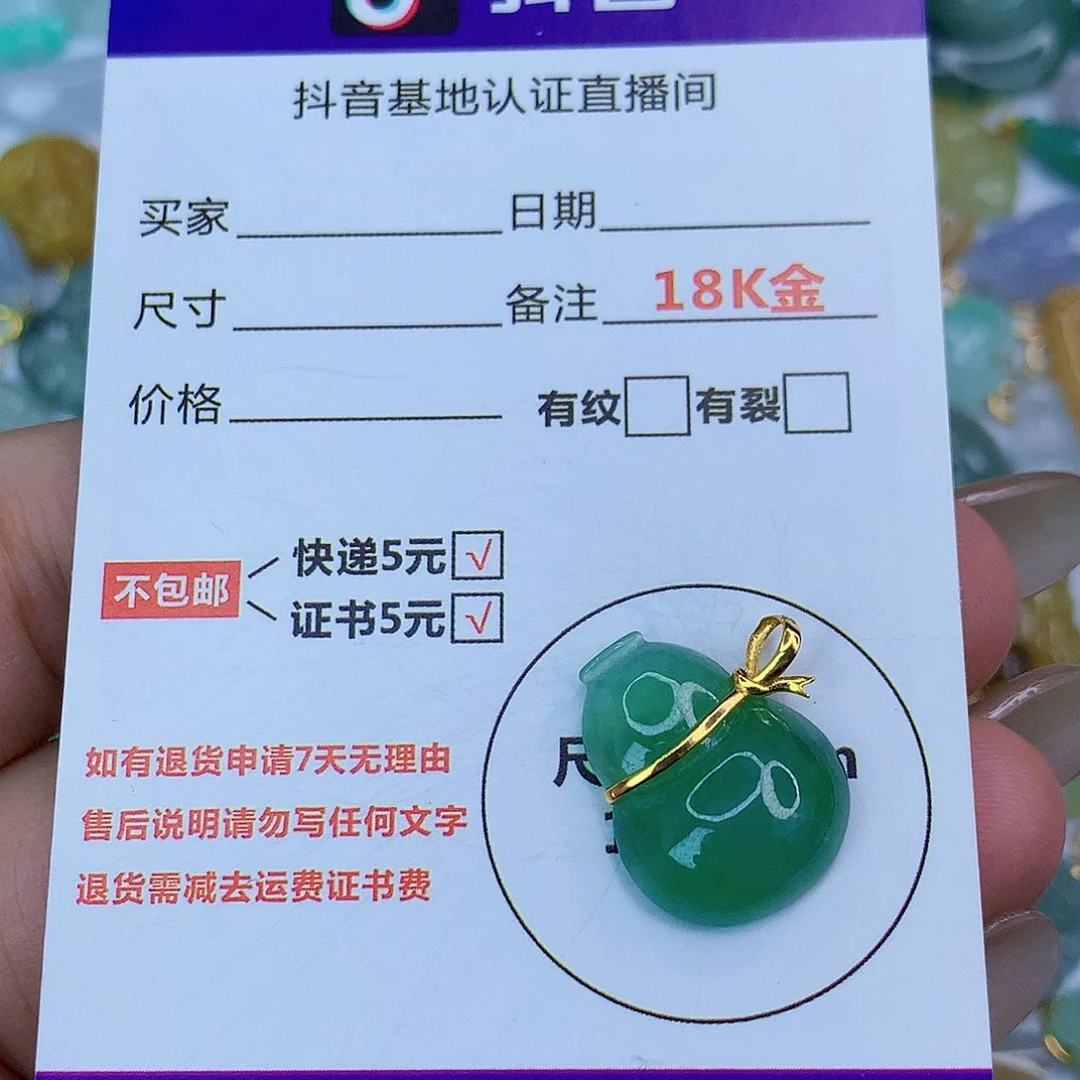 抖音基地认证直播间
买家 日期
尺寸 备注 18K金
价格 有纹 有裂
快递5元 √
不包邮
证书5元 √
如有退货申请7天无理由
售后说明请勿写任何文字
退货需减去运费证书费
尺